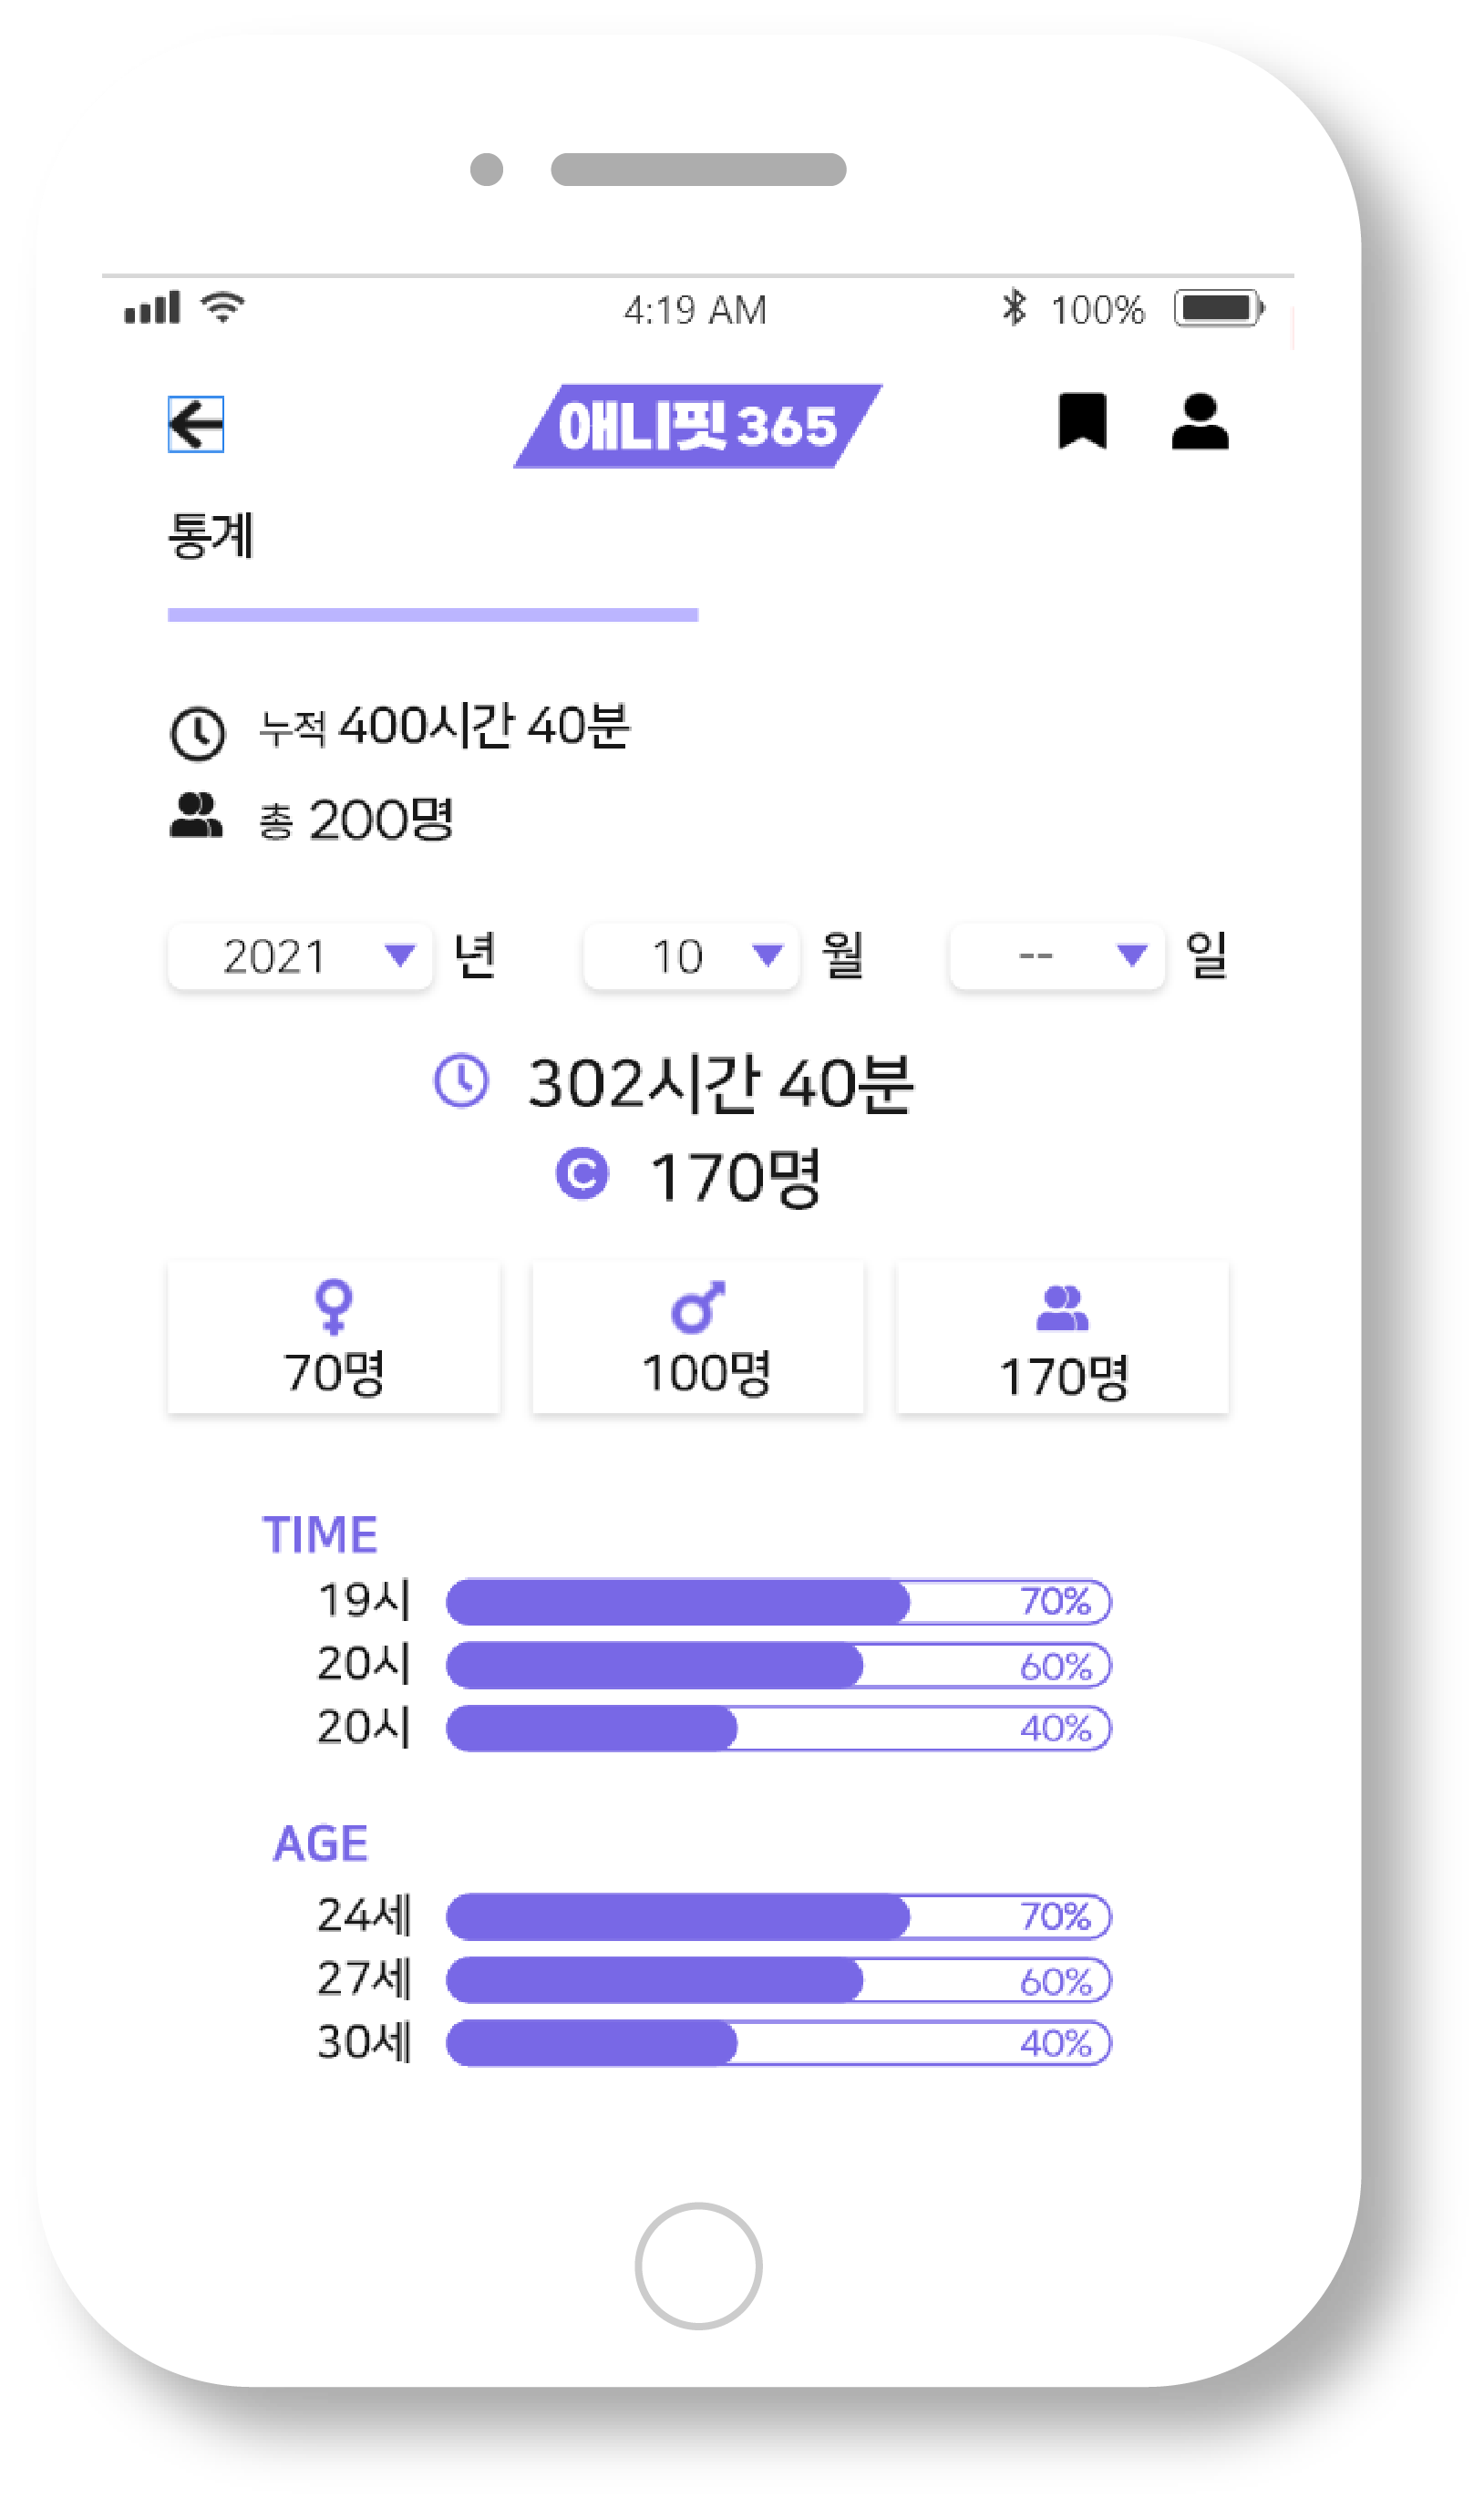 4:19 AM 100%
애니핏 365
통계
누적 400시간 40분
총 200명
2021 년 10 월 -- 일
302시간 40분
C 170명
70명 100명 170명
TIME
19시 70%
20시 60%
20시 40%
AGE
24세 70%
27세 60%
30세 40%